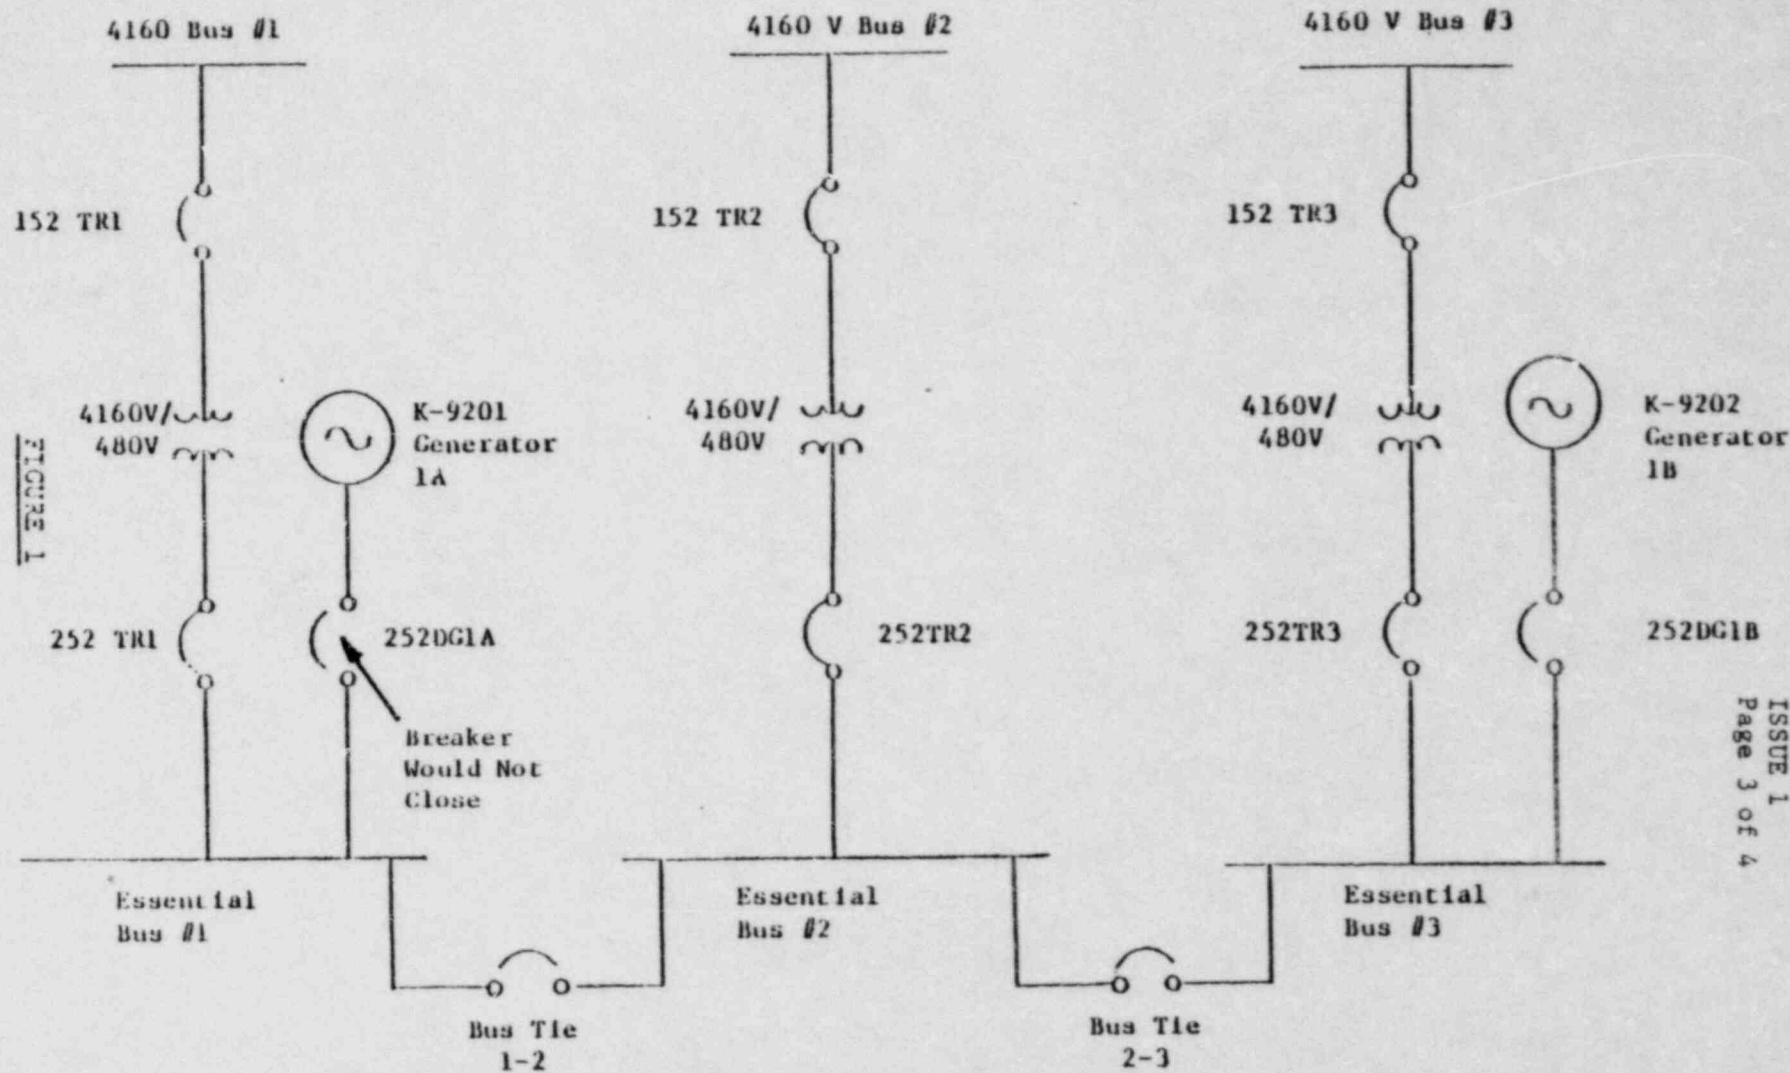 4160 Bus #1
4160 V Bus #2
4160 V Bus #3
152 TR1
152 TR2
152 TR3
4160V/
480V
K-9201
Generator
1A
4160V/
480V
4160V/
480V
K-9202
Generator
1B
FIGURE 1
252 TR1
252DG1A
252TR2
252TR3
252DG1B
Breaker
Would Not
Close
ISSUE 1
Page 3 of 4
Essential
Bus #1
Essential
Bus #2
Essential
Bus #3
Bus Tie
1-2
Bus Tie
2-3